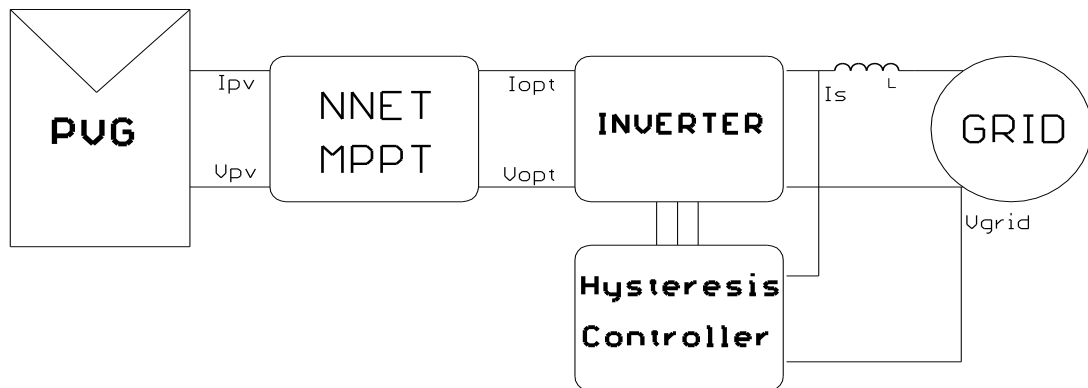 PVG
Ipv
Vpv
NNET
MPPT
Iopt
Vopt
INVERTER
Is
L
GRID
Vgrid
Hysteresis
Controller